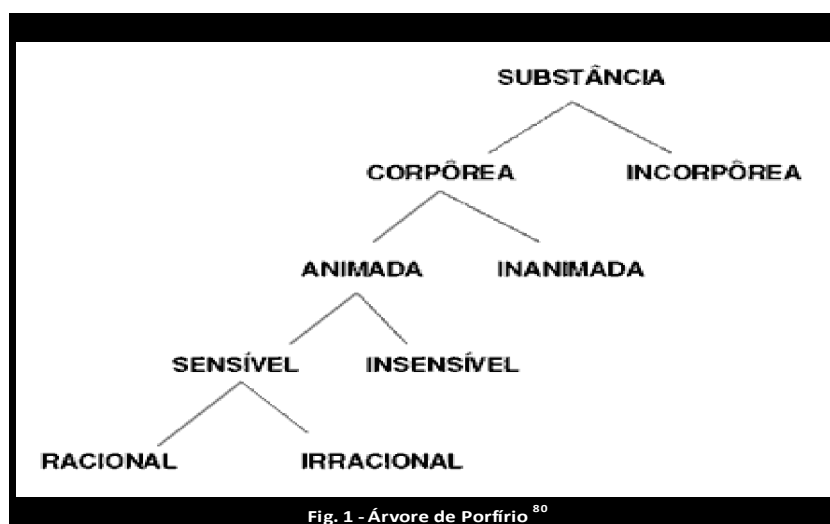 SUBSTÂNCIA
CORPÔREA INCORPÔREA
ANIMADA INANIMADA
SENSÍVEL INSENSÍVEL
RACIONAL IRRACIONAL
Fig. 1 - Árvore de Porfírio 80